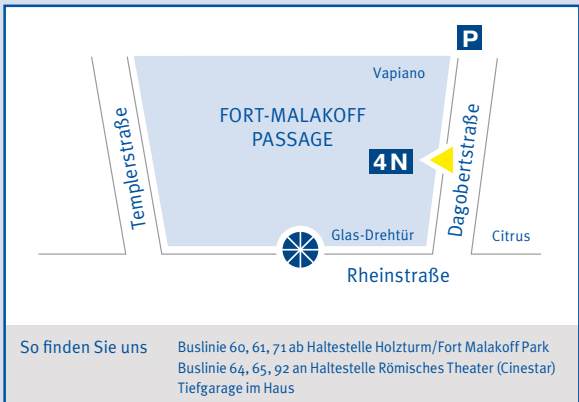 P
Vapiano
FORT-MALAKOFF
PASSAGE
Templerstraße
Dagobertstraße
4N
Glas-Drehtür
Citrus
Rheinstraße
So finden Sie uns
Buslinie 60, 61, 71 ab Haltestelle Holzturm/Fort Malakoff Park
Buslinie 64, 65, 92 an Haltestelle Römisches Theater (Cinestar)
Tiefgarage im Haus